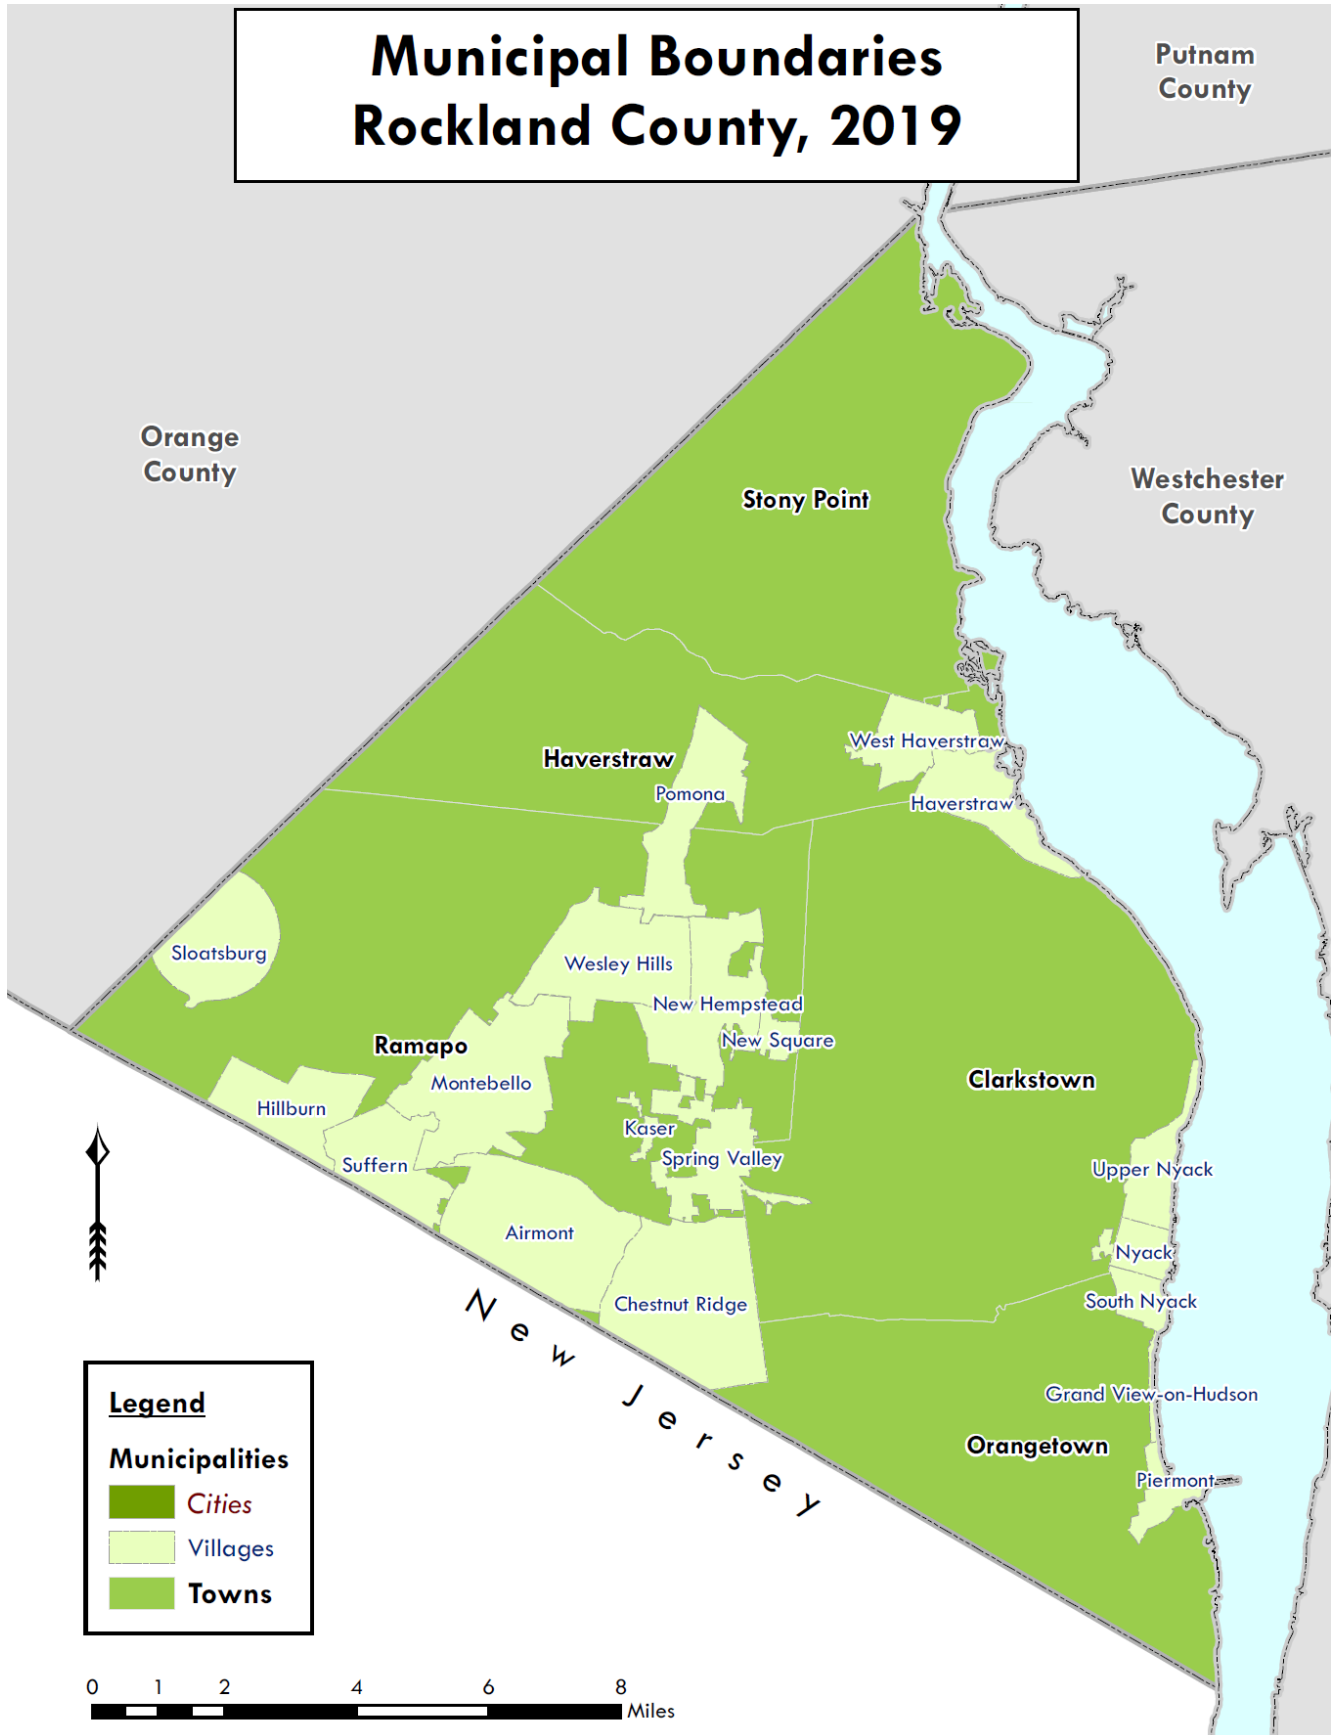 Municipal Boundaries
Rockland County, 2019
Putnam
County
Orange
County
Westchester
County
Stony Point
West Haverstraw
Haverstraw
Pomona
Haverstraw
Sloatsburg
Wesley Hills
New Hempstead
New Square
Ramapo
Montebello
Clarkstown
Hillburn
Kaser
Spring Valley
Suffern
Upper Nyack
Airmont
Nyack
Chestnut Ridge
South Nyack
New Jersey
Grand View-on-Hudson
Orangetown
Piermont
Legend
Municipalities
Cities
Villages
Towns
0 1 2 4 6 8
Miles